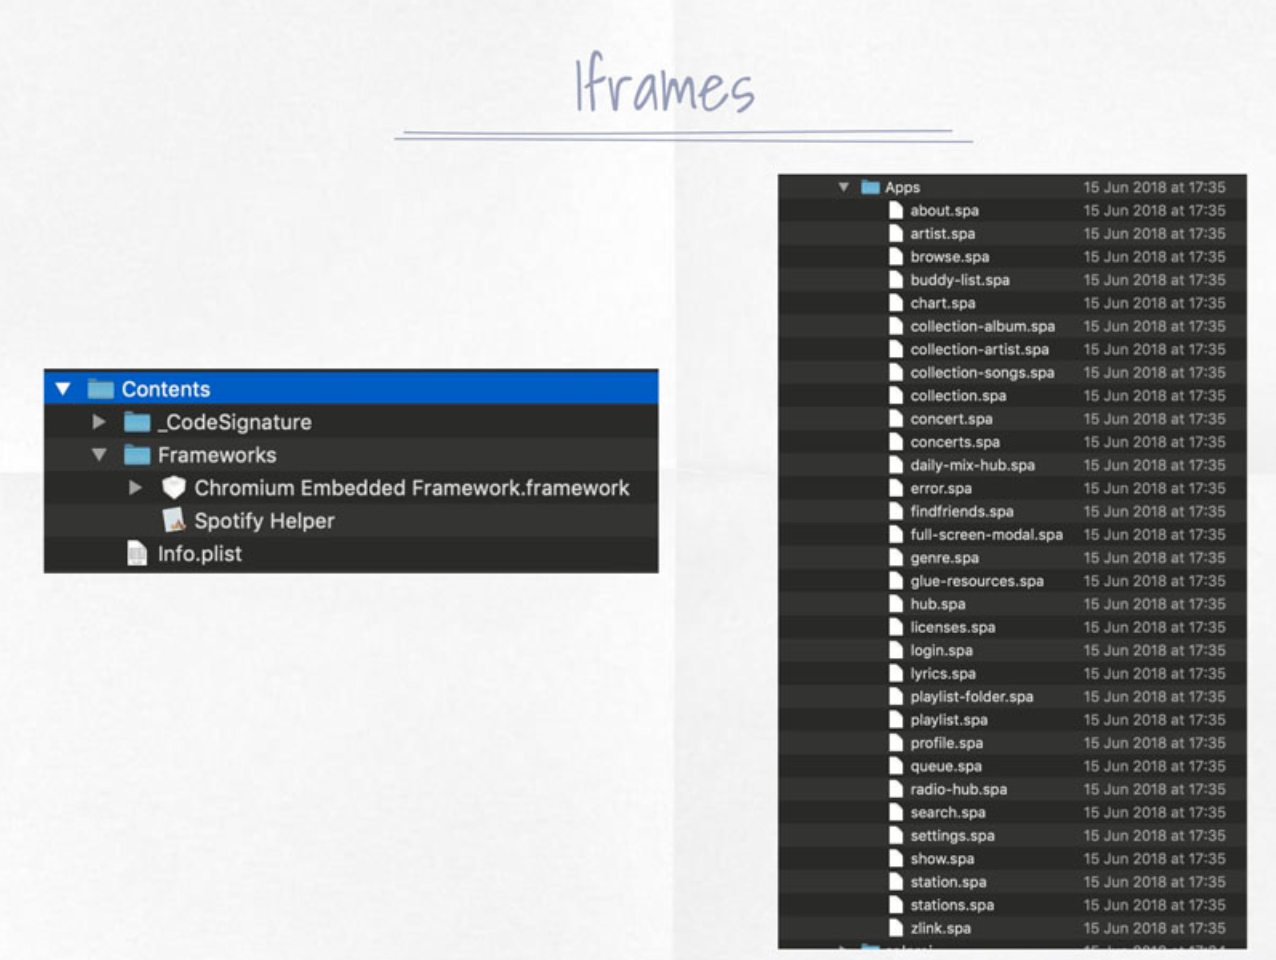 Iframes
Contents
_CodeSignature
Frameworks
Chromium Embedded Framework.framework
Spotify Helper
Info.plist
Apps 15 Jun 2018 at 17:35
about.spa 15 Jun 2018 at 17:35
artist.spa 15 Jun 2018 at 17:35
browse.spa 15 Jun 2018 at 17:35
buddy-list.spa 15 Jun 2018 at 17:35
chart.spa 15 Jun 2018 at 17:35
collection-album.spa 15 Jun 2018 at 17:35
collection-artist.spa 15 Jun 2018 at 17:35
collection-songs.spa 15 Jun 2018 at 17:35
collection.spa 15 Jun 2018 at 17:35
concert.spa 15 Jun 2018 at 17:35
concerts.spa 15 Jun 2018 at 17:35
daily-mix-hub.spa 15 Jun 2018 at 17:35
error.spa 15 Jun 2018 at 17:35
findfriends.spa 15 Jun 2018 at 17:35
full-screen-modal.spa 15 Jun 2018 at 17:35
genre.spa 15 Jun 2018 at 17:35
glue-resources.spa 15 Jun 2018 at 17:35
hub.spa 15 Jun 2018 at 17:35
licenses.spa 15 Jun 2018 at 17:35
login.spa 15 Jun 2018 at 17:35
lyrics.spa 15 Jun 2018 at 17:35
playlist-folder.spa 15 Jun 2018 at 17:35
playlist.spa 15 Jun 2018 at 17:35
profile.spa 15 Jun 2018 at 17:35
queue.spa 15 Jun 2018 at 17:35
radio-hub.spa 15 Jun 2018 at 17:35
search.spa 15 Jun 2018 at 17:35
settings.spa 15 Jun 2018 at 17:35
show.spa 15 Jun 2018 at 17:35
station.spa 15 Jun 2018 at 17:35
stations.spa 15 Jun 2018 at 17:35
zlink.spa 15 Jun 2018 at 17:35